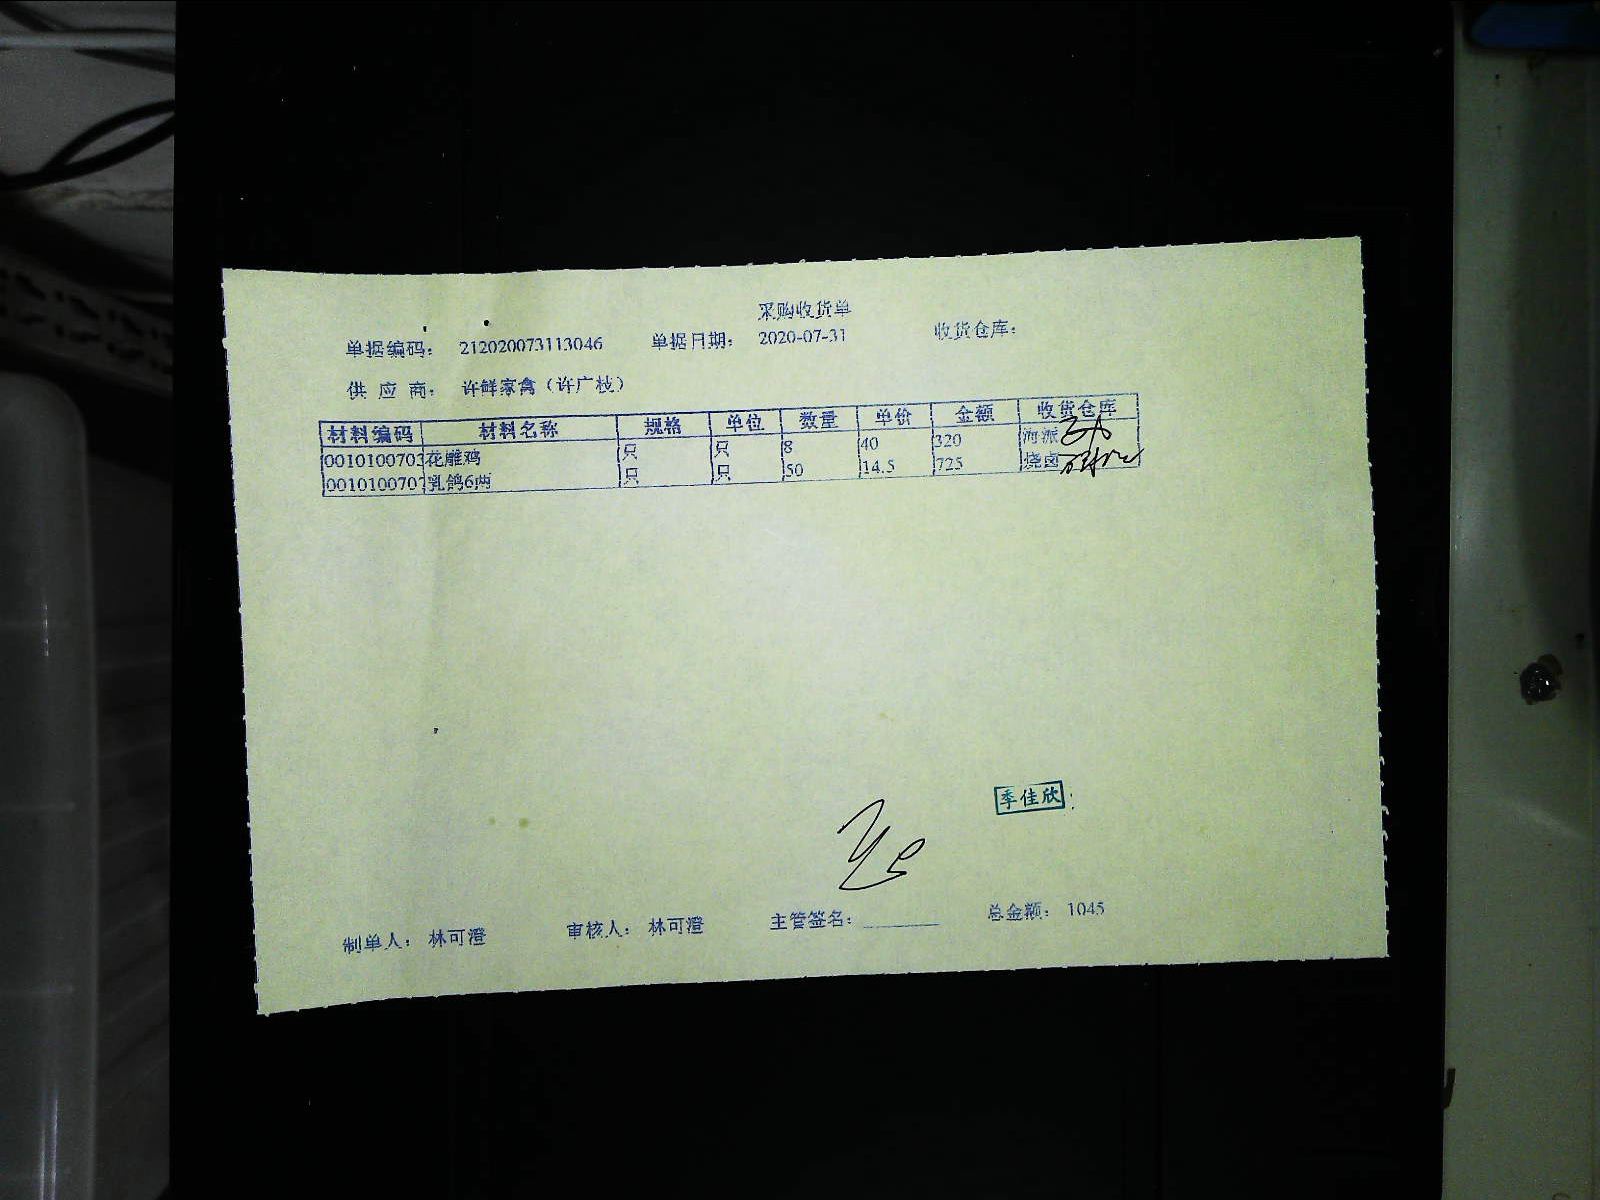 采购收货单
单据编码： 212020073113046 单据日期： 2020-07-31 收货仓库：
供 应 商： 许鲜家禽（许广枝）
材料编码 材料名称 规格 单位 数量 单价 金额 收货仓库
0010100703 花雕鸡 只 只 8 40 320 海派
0010100707 乳鸽6两 只 只 50 14.5 725 烧卤
季佳欣
制单人： 林可澄 审核人： 林可澄 主管签名： 总金额： 1045